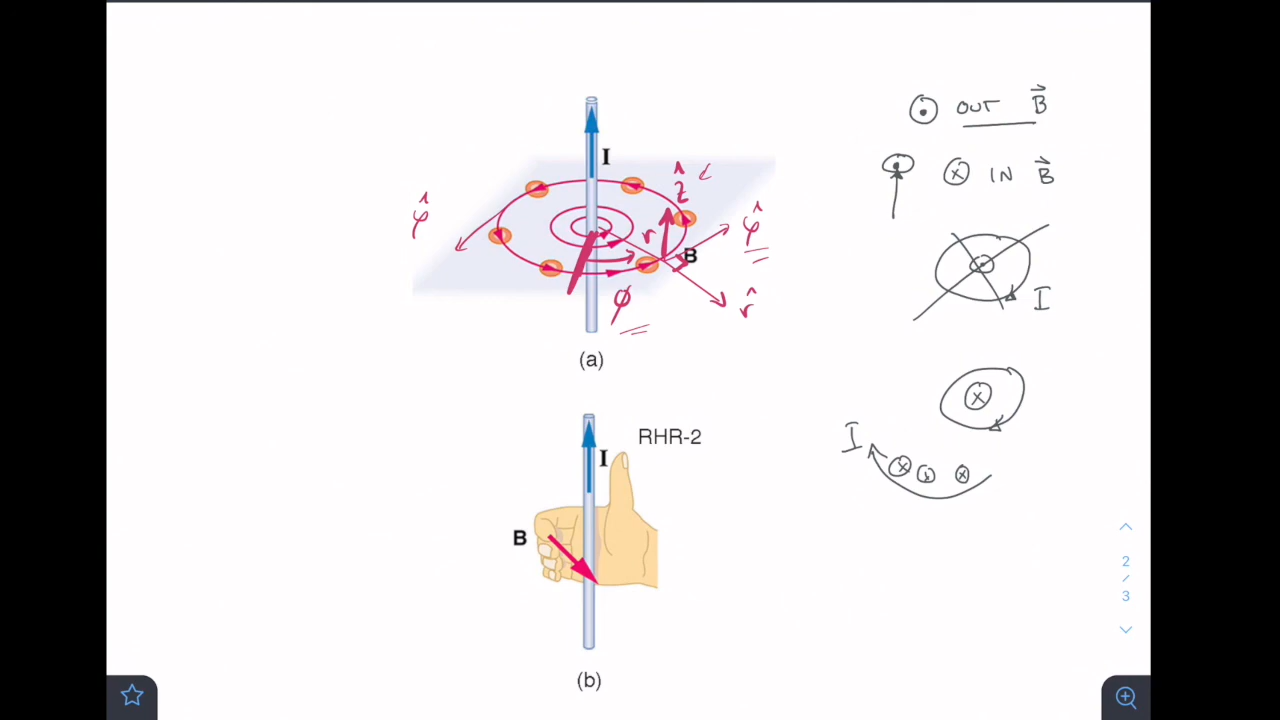 I
ẑ
φ̂
r
φ̂
B
r̂
φ
(a)
RHR-2
I
B
(b)
⊙ OUT B⃗
⊗ IN B⃗
I
I
2
/
3